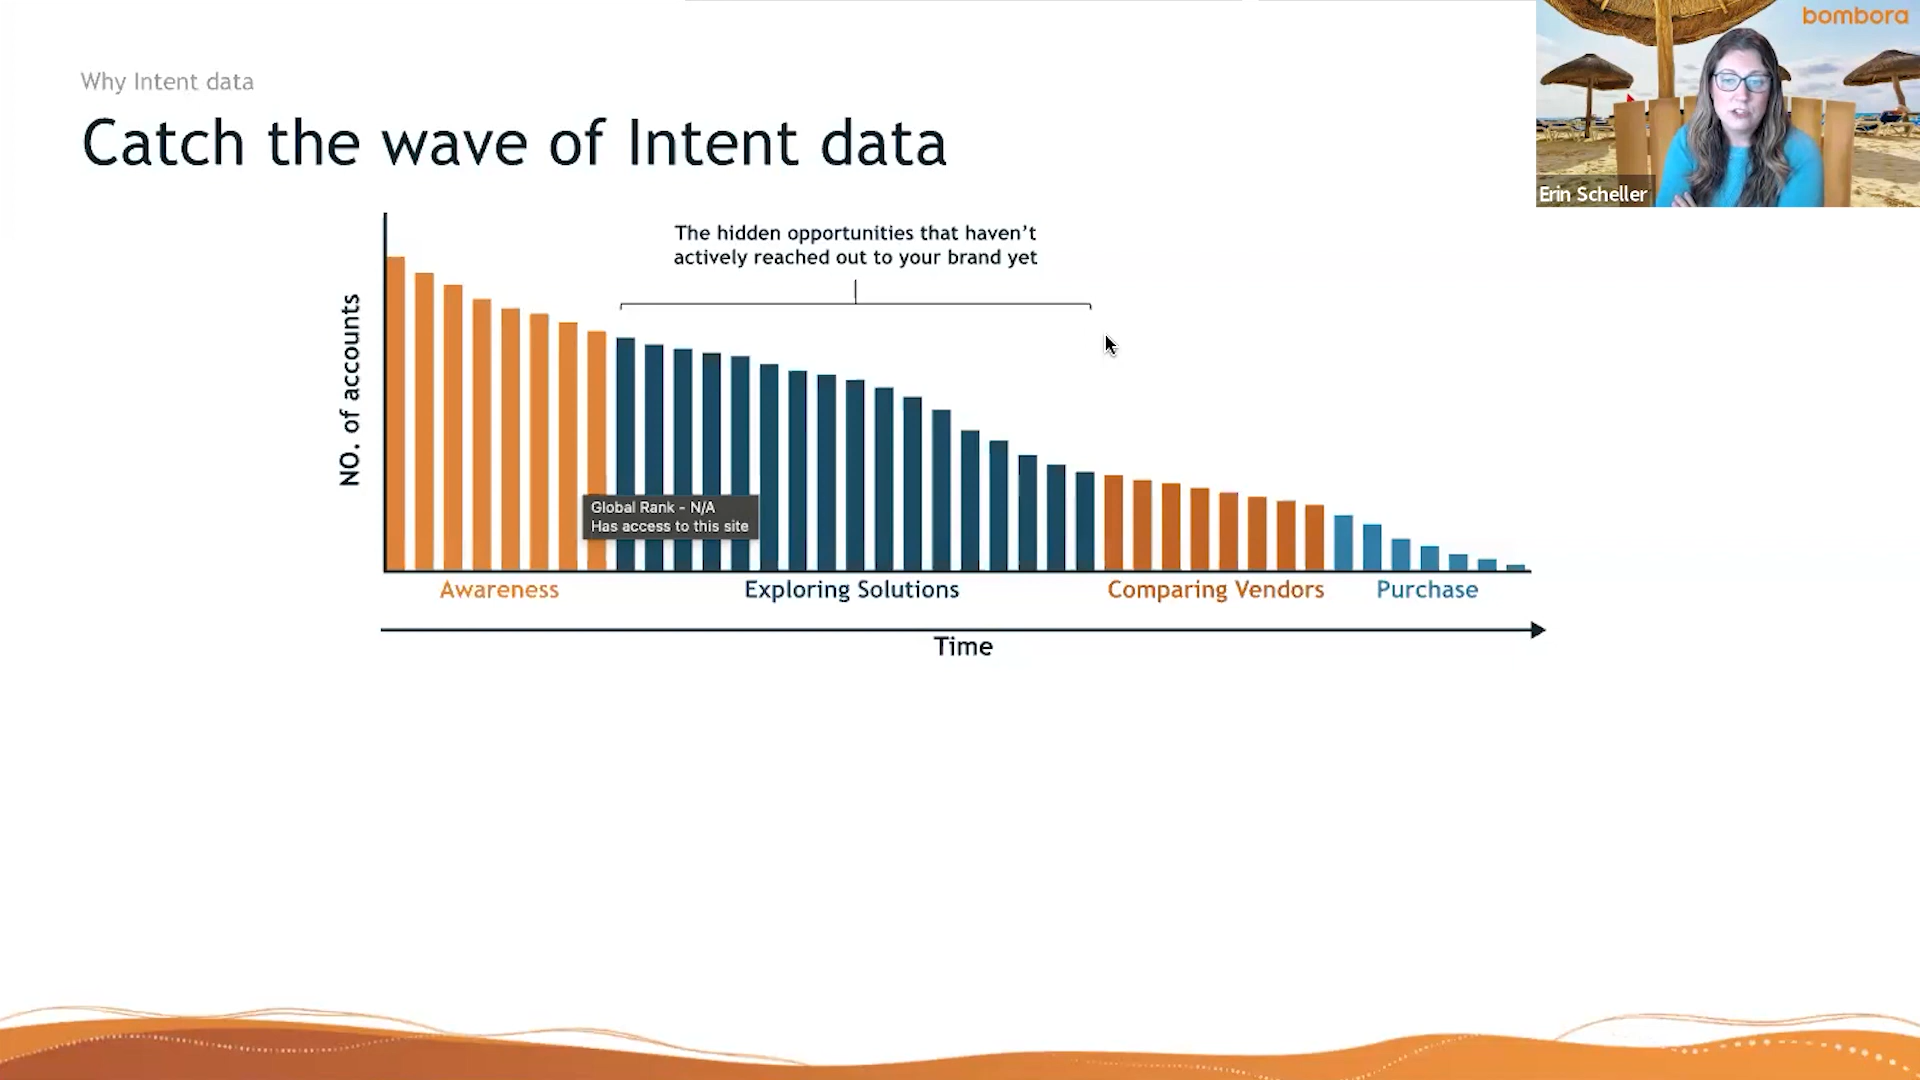 bombora
Why Intent data
Catch the wave of Intent data
Erin Scheller
The hidden opportunities that haven't
actively reached out to your brand yet
NO. of accounts
Global Rank - N/A
Has access to this site
Awareness
Exploring Solutions
Comparing Vendors
Purchase
Time